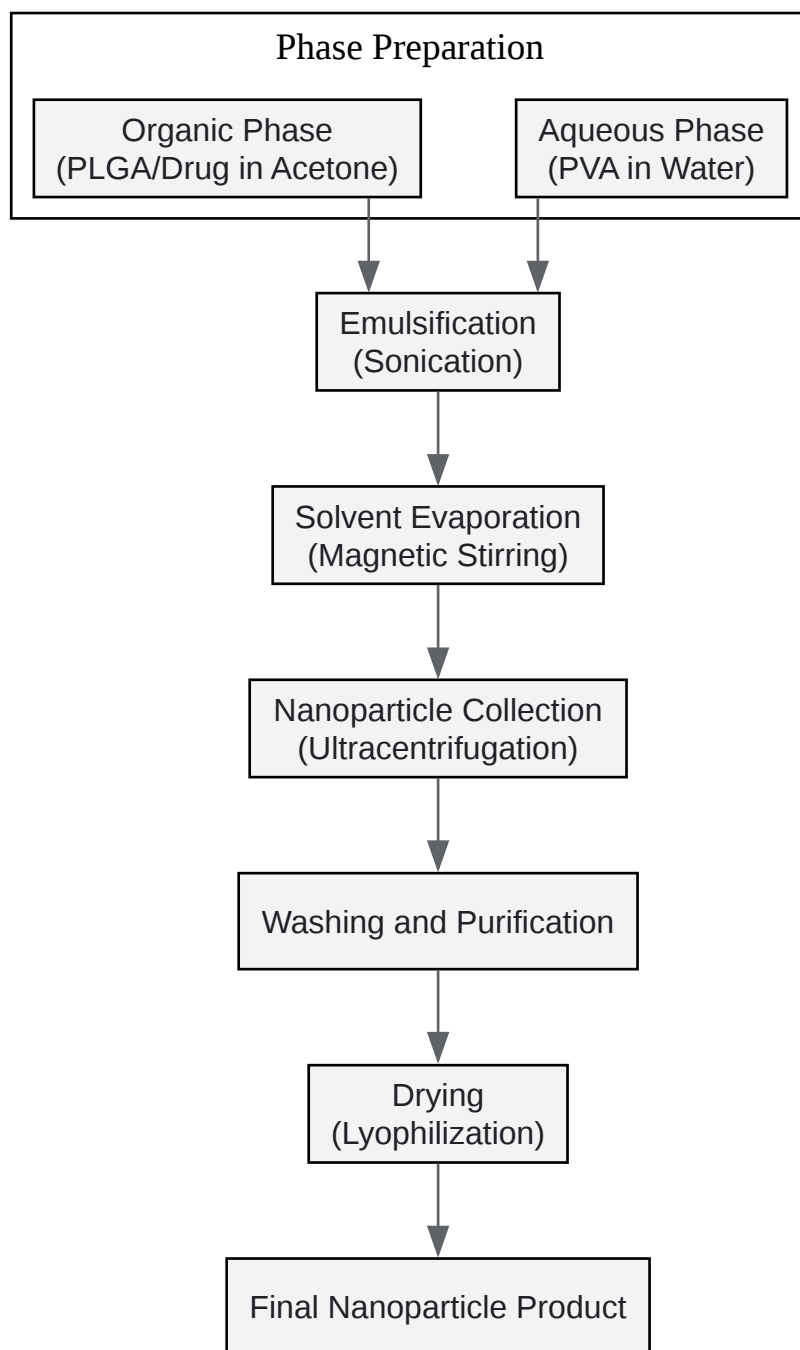 Phase Preparation
Organic Phase
(PLGA/Drug in Acetone)
Aqueous Phase
(PVA in Water)
Emulsification
(Sonication)
Solvent Evaporation
(Magnetic Stirring)
Nanoparticle Collection
(Ultracentrifugation)
Washing and Purification
Drying
(Lyophilization)
Final Nanoparticle Product